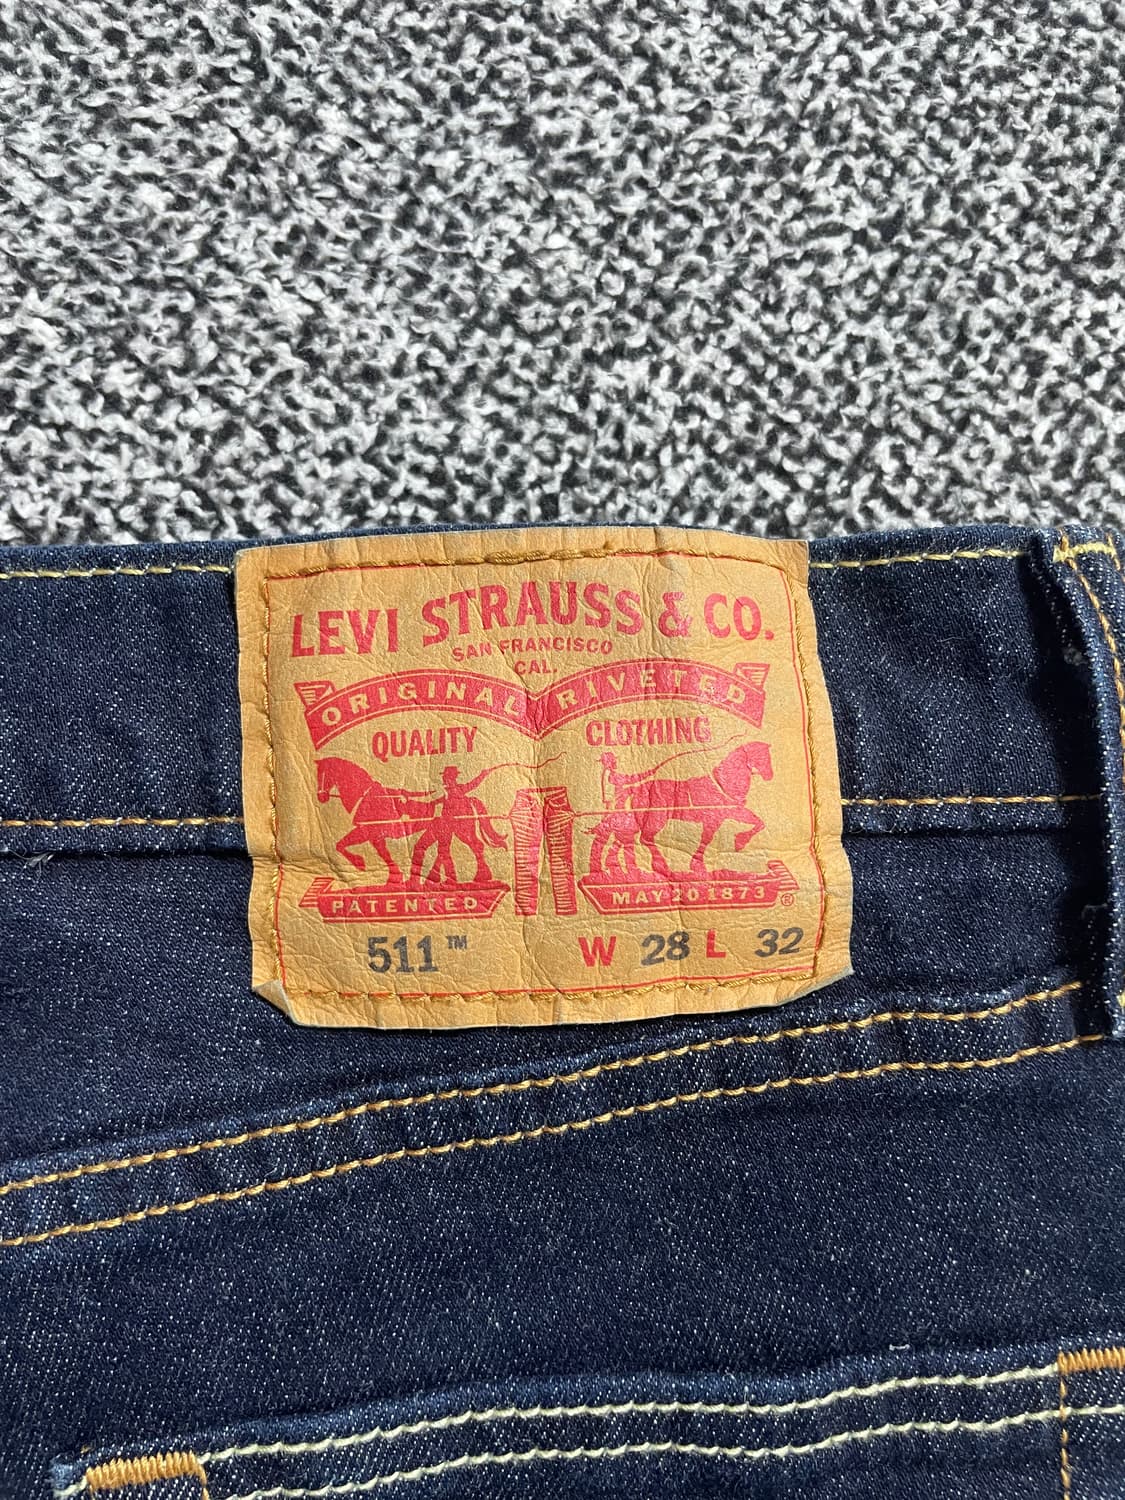 LEVI STRAUSS & CO.
SAN FRANCISCO
CAL.
ORIGINAL RIVETED
QUALITY CLOTHING
PATENTED MAY 20 1873 ®
511™ W 28 L 32